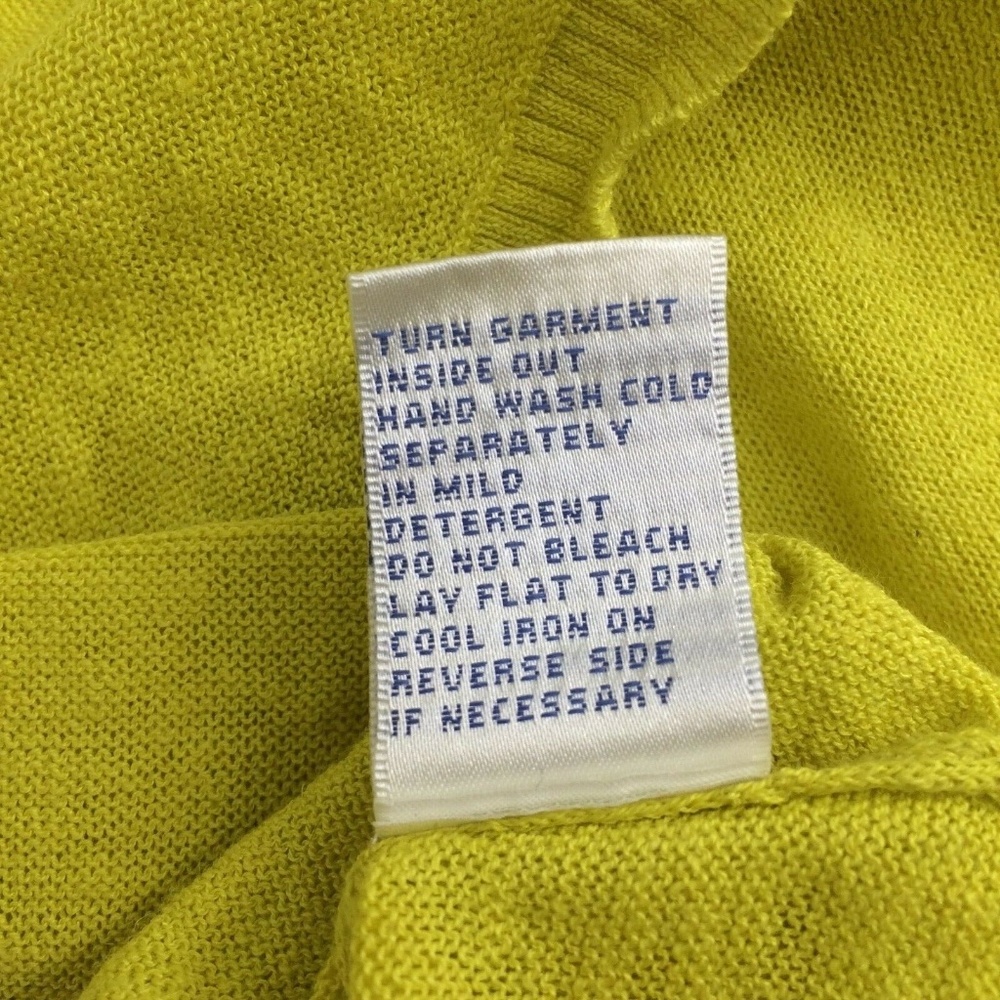 TURN GARMENT
INSIDE OUT
HAND WASH COLD
SEPARATELY
IN MILD
DETERGENT
DO NOT BLEACH
LAY FLAT TO DRY
COOL IRON ON
REVERSE SIDE
IF NECESSARY